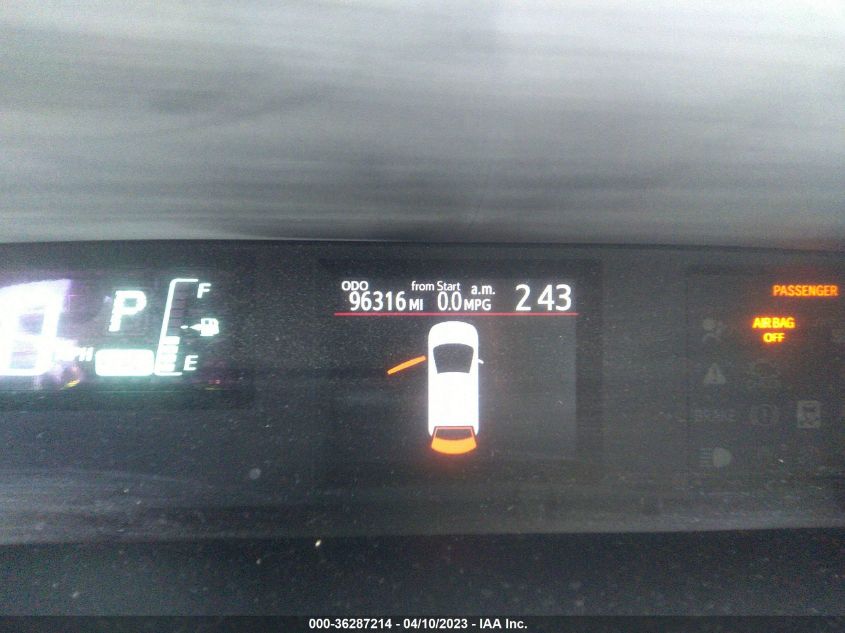 P
F
E
ODO from Start a.m.
96316 MI 0.0 MPG 2 43
PASSENGER
AIR BAG
OFF
BRAKE
000-36287214 - 04/10/2023 - IAA Inc.